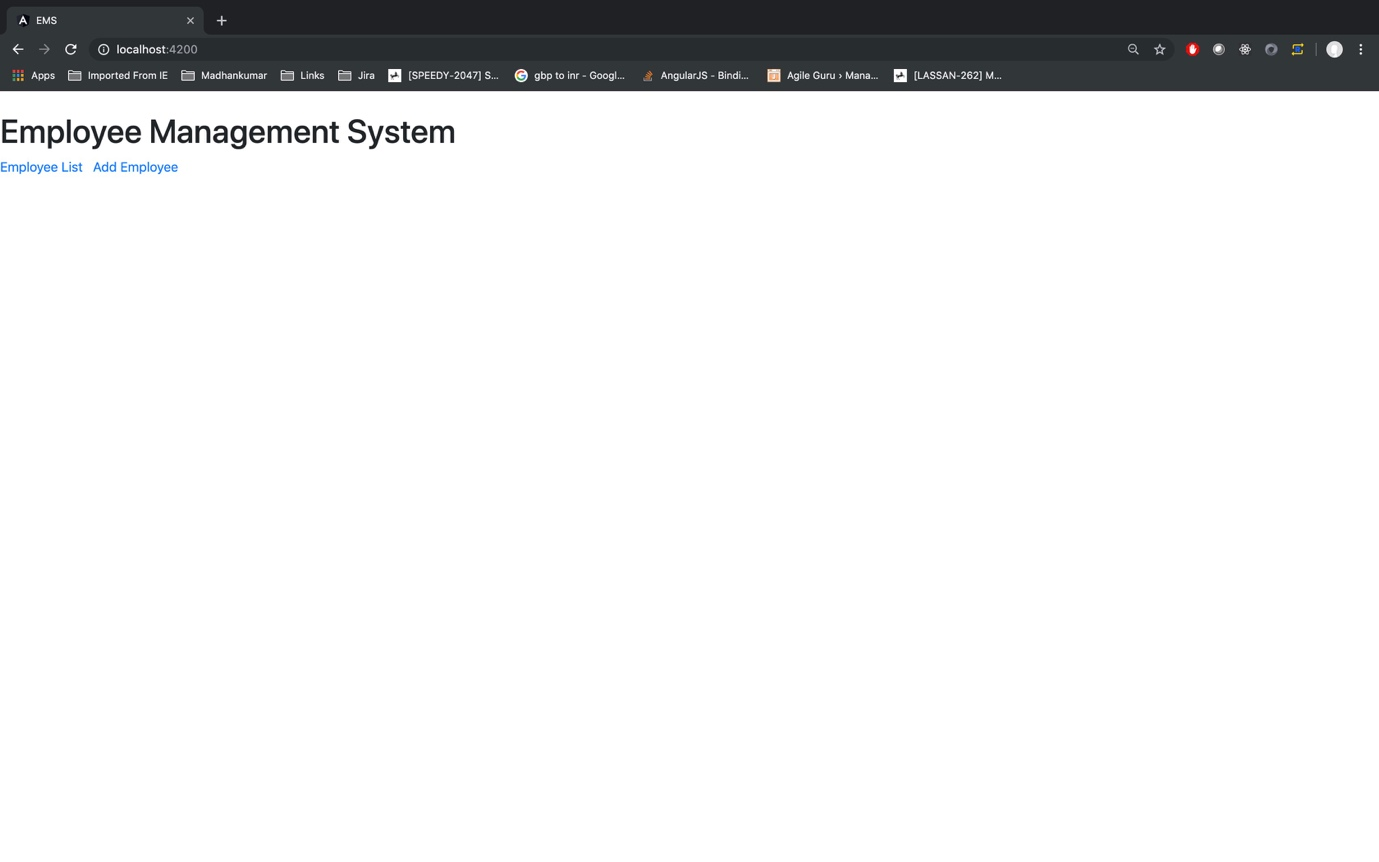 EMS
localhost:4200
Apps Imported From IE Madhankumar Links Jira [SPEEDY-2047] S... gbp to inr - Googl... AngularJS - Bindi... Agile Guru › Mana... [LASSAN-262] M...
Employee Management System
Employee List Add Employee